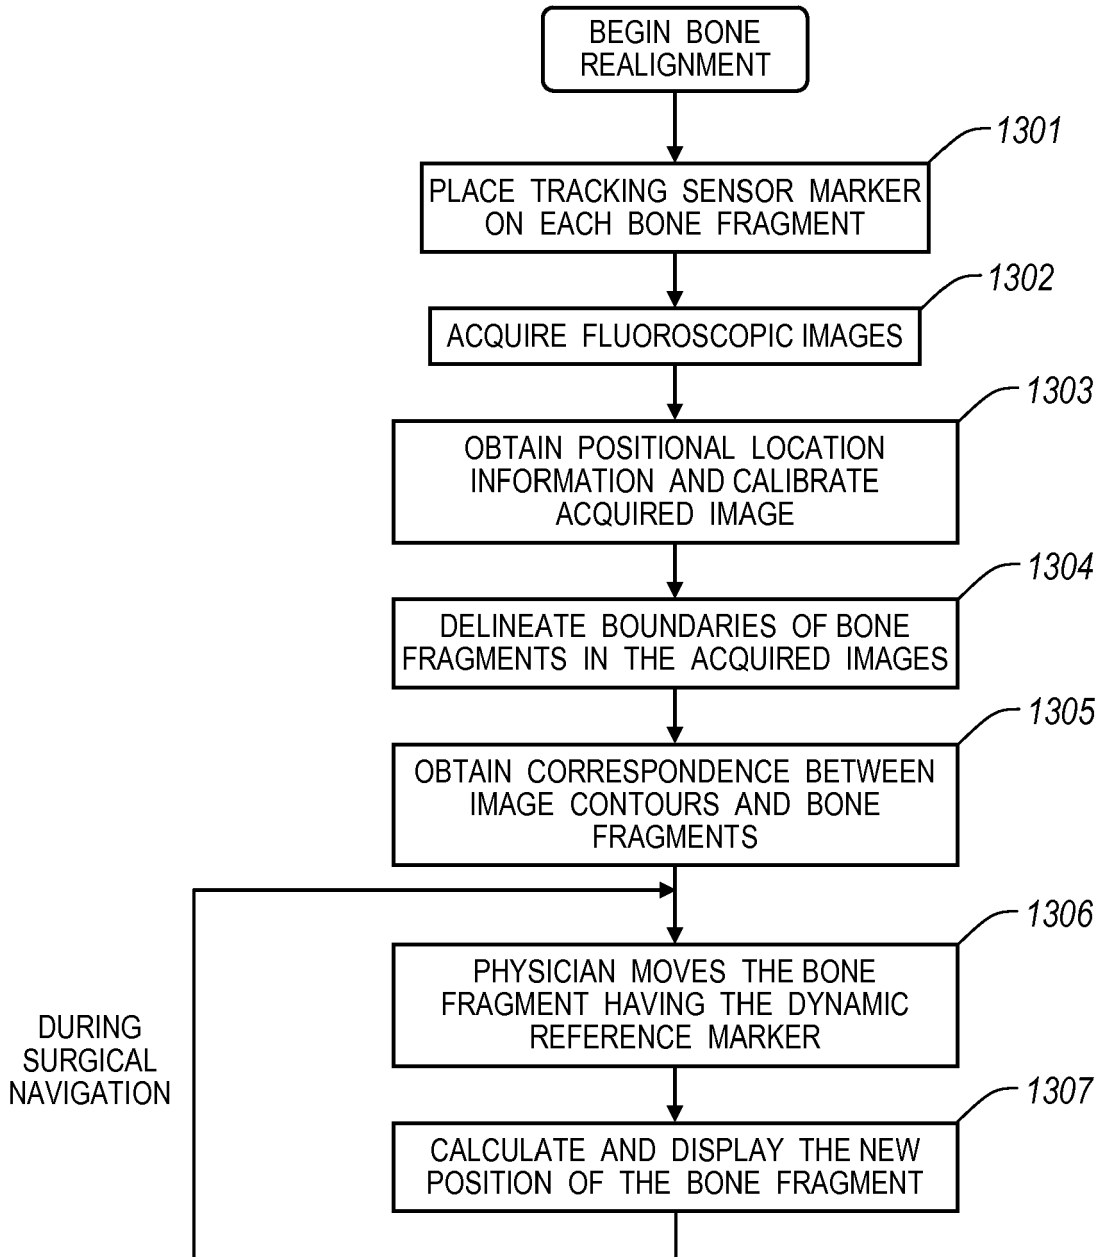 BEGIN BONE
REALIGNMENT
1301
PLACE TRACKING SENSOR MARKER
ON EACH BONE FRAGMENT
1302
ACQUIRE FLUOROSCOPIC IMAGES
1303
OBTAIN POSITIONAL LOCATION
INFORMATION AND CALIBRATE
ACQUIRED IMAGE
1304
DELINEATE BOUNDARIES OF BONE
FRAGMENTS IN THE ACQUIRED IMAGES
1305
OBTAIN CORRESPONDENCE BETWEEN
IMAGE CONTOURS AND BONE
FRAGMENTS
1306
PHYSICIAN MOVES THE BONE
FRAGMENT HAVING THE DYNAMIC
REFERENCE MARKER
DURING
SURGICAL
NAVIGATION
1307
CALCULATE AND DISPLAY THE NEW
POSITION OF THE BONE FRAGMENT